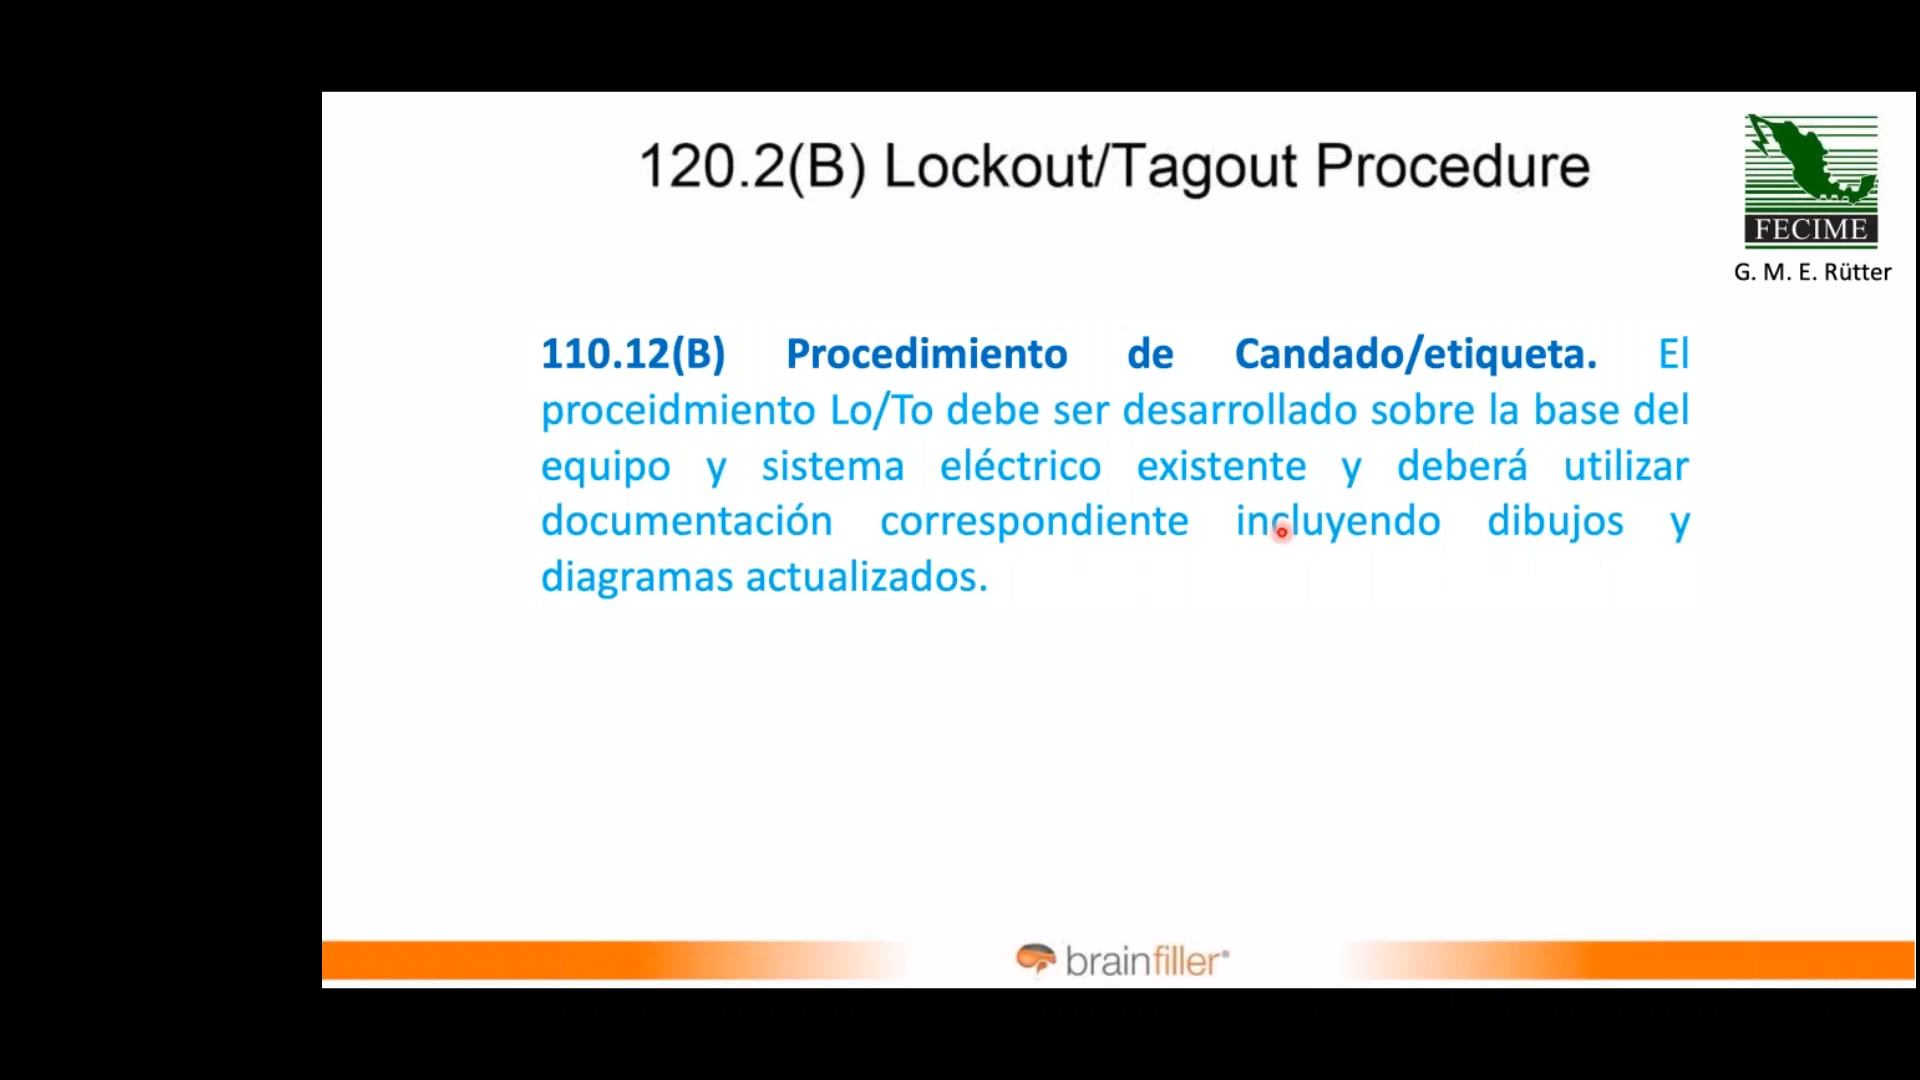 120.2(B) Lockout/Tagout Procedure
FECIME
G. M. E. Rütter
110.12(B) Procedimiento de Candado/etiqueta. El
proceidmiento Lo/To debe ser desarrollado sobre la base del
equipo y sistema eléctrico existente y deberá utilizar
documentación correspondiente incluyendo dibujos y
diagramas actualizados.
brainfiller®